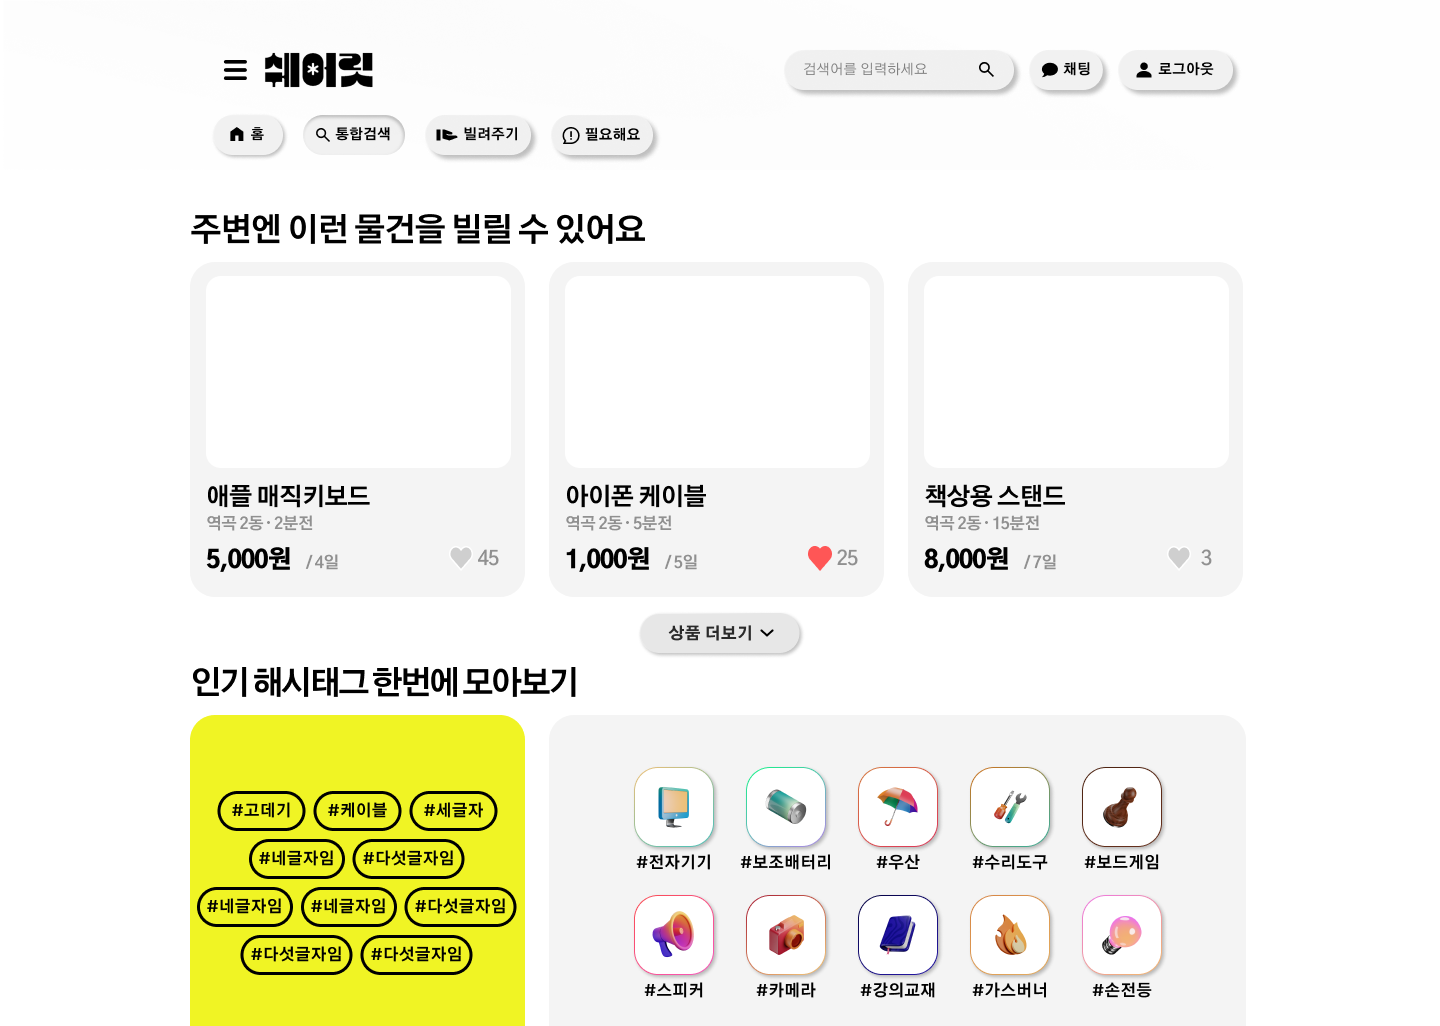 쉐어릿
검색어를 입력하세요
채팅
로그아웃
홈
통합검색
빌려주기
필요해요
주변엔 이런 물건을 빌릴 수 있어요
애플 매직키보드
역곡 2동 · 2분전
5,000원 / 4일
45
아이폰 케이블
역곡 2동 · 5분전
1,000원 / 5일
25
책상용 스탠드
역곡 2동 · 15분전
8,000원 / 7일
3
상품 더보기
인기 해시태그 한번에 모아보기
#고데기 #케이블 #세글자
#네글자임 #다섯글자임
#네글자임 #네글자임 #다섯글자임
#다섯글자임 #다섯글자임
#전자기기 #보조배터리 #우산 #수리도구 #보드게임
#스피커 #카메라 #강의교재 #가스버너 #손전등